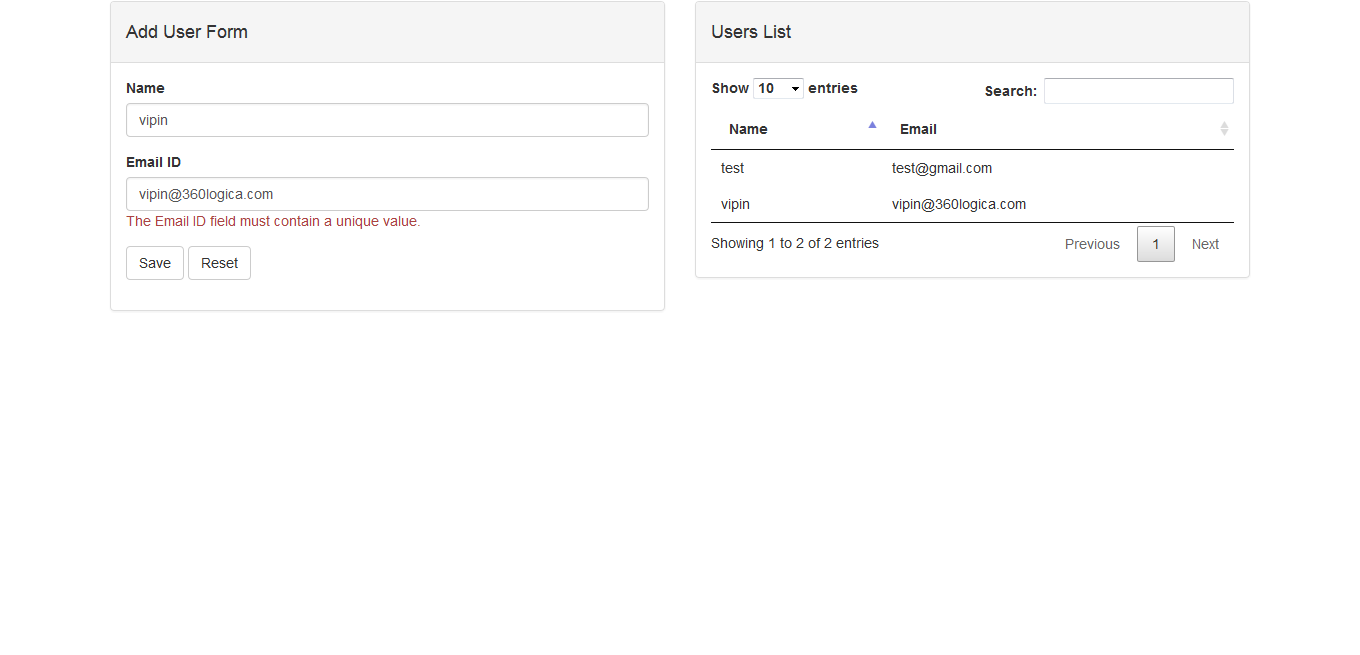 Add User Form
Name
vipin
Email ID
vipin@360logica.com
The Email ID field must contain a unique value.
Save Reset
Users List
Show 10 entries Search:
Name Email
test test@gmail.com
vipin vipin@360logica.com
Showing 1 to 2 of 2 entries Previous 1 Next